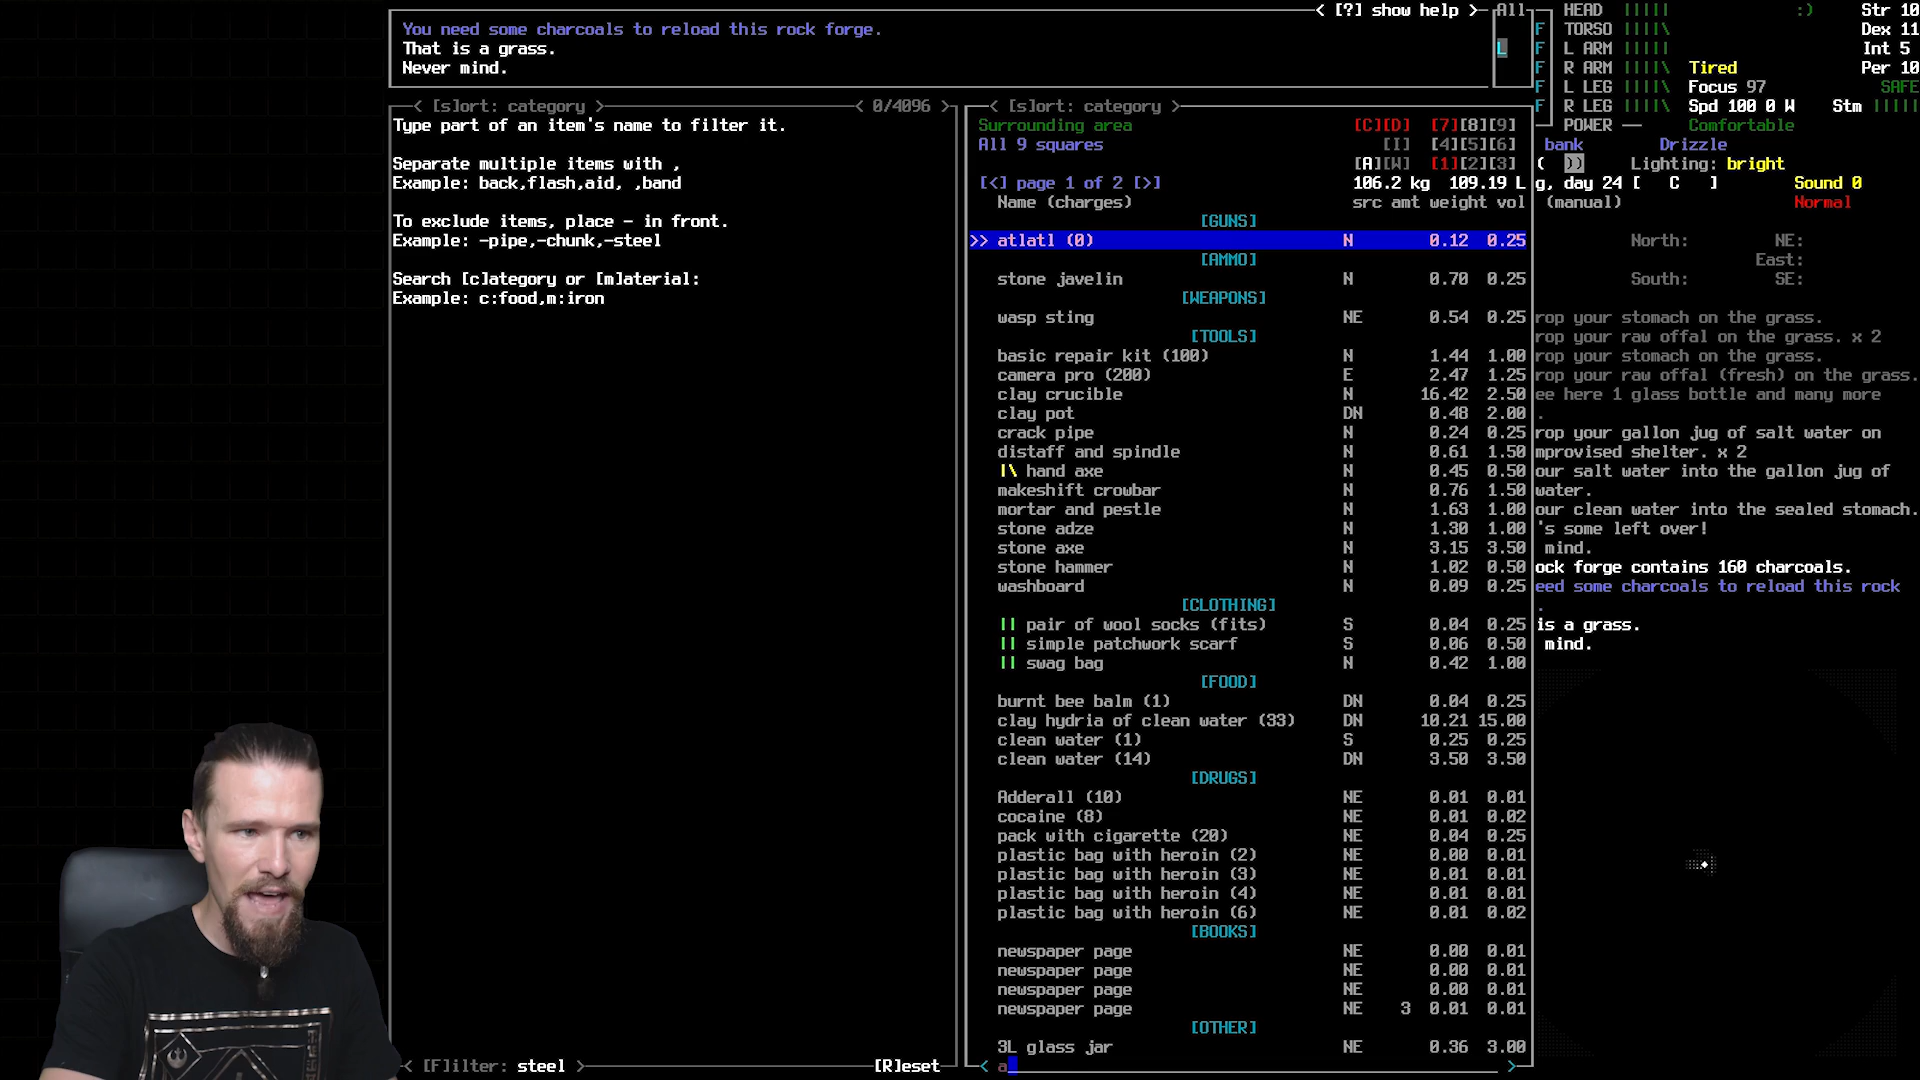 < [?] show help >
You need some charcoals to reload this rock forge.
That is a grass.
Never mind.
All
L
F HEAD ||||| :) Str 10
F TORSO ||||\ Dex 11
F L ARM ||||| Int 5
F R ARM ||||\ Tired Per 10
F L LEG ||||\ Focus 97 SAFE
F R LEG ||||\ Spd 100 0 W Stm |||||
POWER — Comfortable
bank Drizzle
( )) Lighting: bright
g, day 24 [ C ] Sound 0
(manual) Normal
North: NE:
East:
South: SE:
rop your stomach on the grass.
rop your raw offal on the grass. x 2
rop your stomach on the grass.
rop your raw offal (fresh) on the grass.
ee here 1 glass bottle and many more
.
rop your gallon jug of salt water on
mprovised shelter. x 2
our salt water into the gallon jug of
water.
our clean water into the sealed stomach.
's some left over!
mind.
ock forge contains 160 charcoals.
eed some charcoals to reload this rock
.
is a grass.
mind.
< [s]ort: category > < 0/4096 >
Type part of an item's name to filter it.
Separate multiple items with ,
Example: back,flash,aid, ,band
To exclude items, place - in front.
Example: -pipe,-chunk,-steel
Search [c]ategory or [m]aterial:
Example: c:food,m:iron
< [F]ilter: steel > [R]eset
< [s]ort: category >
Surrounding area [C][D] [7][8][9]
All 9 squares [I] [4][5][6]
[A][W] [1][2][3]
[<] page 1 of 2 [>] 106.2 kg 109.19 L
Name (charges) src amt weight vol
[GUNS]
>> atlatl (0) N 0.12 0.25
[AMMO]
stone javelin N 0.70 0.25
[WEAPONS]
wasp sting NE 0.54 0.25
[TOOLS]
basic repair kit (100) N 1.44 1.00
camera pro (200) E 2.47 1.25
clay crucible N 16.42 2.50
clay pot DN 0.48 2.00
crack pipe N 0.24 0.25
distaff and spindle N 0.61 1.50
|\ hand axe N 0.45 0.50
makeshift crowbar N 0.76 1.50
mortar and pestle N 1.63 1.00
stone adze N 1.30 1.00
stone axe N 3.15 3.50
stone hammer N 1.02 0.50
washboard N 0.09 0.25
[CLOTHING]
|| pair of wool socks (fits) S 0.04 0.25
|| simple patchwork scarf S 0.06 0.50
|| swag bag N 0.42 1.00
[FOOD]
burnt bee balm (1) DN 0.04 0.25
clay hydria of clean water (33) DN 10.21 15.00
clean water (1) S 0.25 0.25
clean water (14) DN 3.50 3.50
[DRUGS]
Adderall (10) NE 0.01 0.01
cocaine (8) NE 0.01 0.02
pack with cigarette (20) NE 0.04 0.25
plastic bag with heroin (2) NE 0.00 0.01
plastic bag with heroin (3) NE 0.01 0.01
plastic bag with heroin (4) NE 0.01 0.01
plastic bag with heroin (6) NE 0.01 0.02
[BOOKS]
newspaper page NE 0.00 0.01
newspaper page NE 0.00 0.01
newspaper page NE 0.00 0.01
newspaper page NE 3 0.01 0.01
[OTHER]
3L glass jar NE 0.36 3.00
< a >